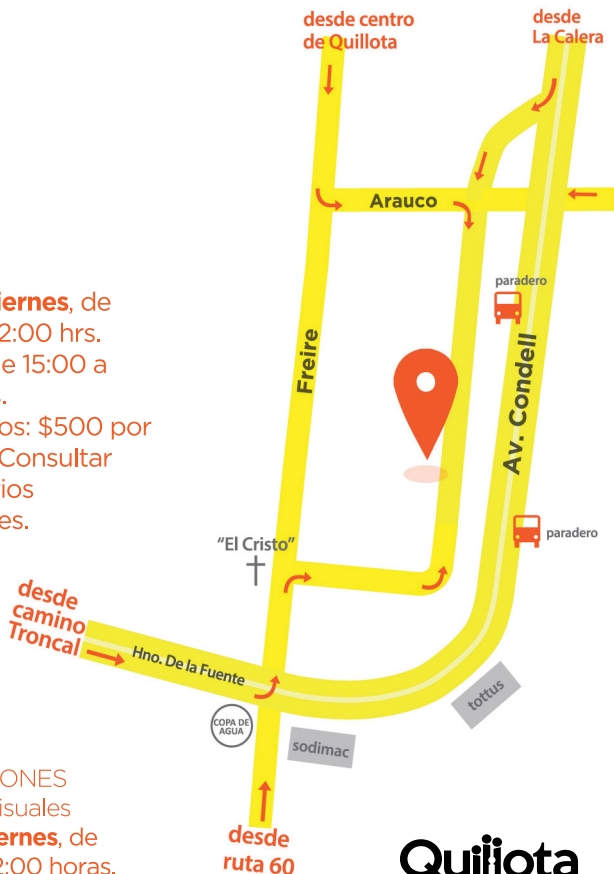 desde centro
de Quillota
desde
La Calera
Arauco
paradero
Freire
Av. Condell
iernes, de
2:00 hrs.
e 15:00 a
os: $500 por
Consultar
rios
es.
paradero
"El Cristo"
desde
camino
Troncal
Hno. De la Fuente
COPA DE
AGUA
sodimac
tottus
ONES
isuales
ernes, de
2:00 horas.
desde
ruta 60
Quillota